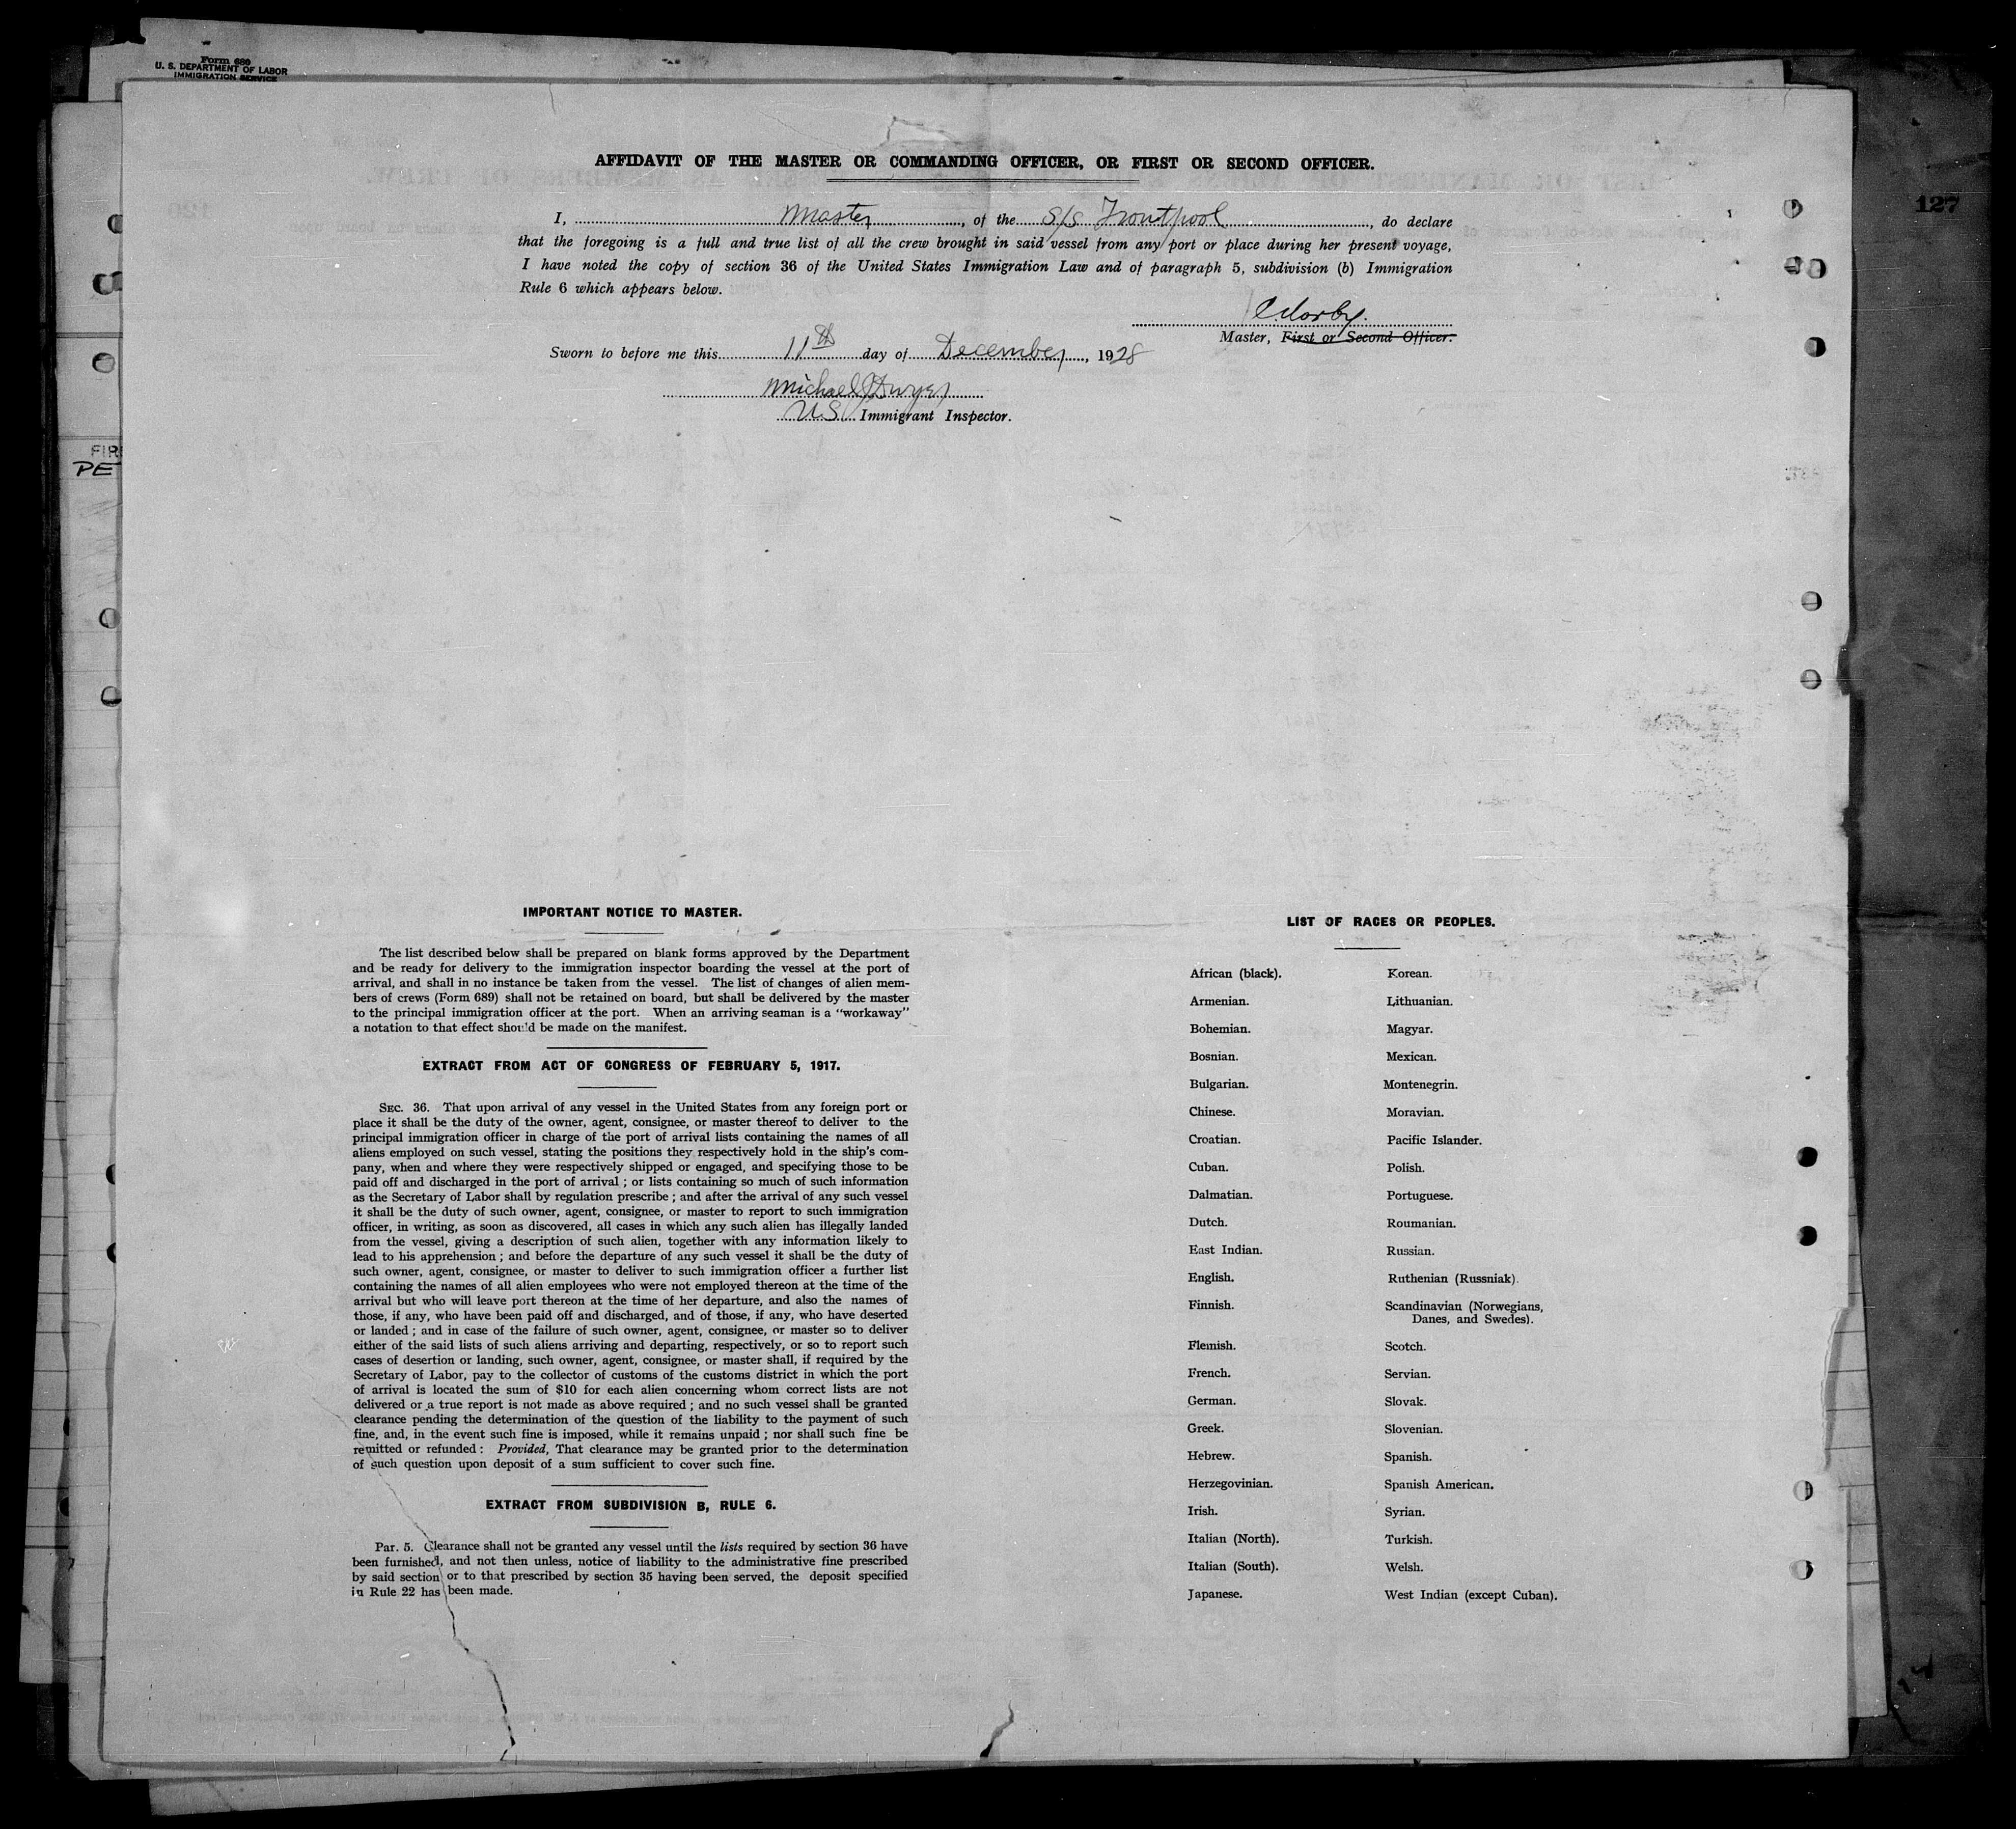 Form 689
U. S. DEPARTMENT OF LABOR
IMMIGRATION SERVICE
127
FIR
PE
AFFIDAVIT OF THE MASTER OR COMMANDING OFFICER, OR FIRST OR SECOND OFFICER.
I, Master, of the S/S Troutpool, do declare
that the foregoing is a full and true list of all the crew brought in said vessel from any port or place during her present voyage,
I have noted the copy of section 36 of the United States Immigration Law and of paragraph 5, subdivision (b) Immigration
Rule 6 which appears below.
Master, First or Second Officer.
Sworn to before me this 11th day of December, 1928
Michael J Dwyer
U.S. Immigrant Inspector.
IMPORTANT NOTICE TO MASTER.
The list described below shall be prepared on blank forms approved by the Department
and be ready for delivery to the immigration inspector boarding the vessel at the port of
arrival, and shall in no instance be taken from the vessel. The list of changes of alien mem-
bers of crews (Form 689) shall not be retained on board, but shall be delivered by the master
to the principal immigration officer at the port. When an arriving seaman is a "workaway"
a notation to that effect should be made on the manifest.
EXTRACT FROM ACT OF CONGRESS OF FEBRUARY 5, 1917.
SEC. 36. That upon arrival of any vessel in the United States from any foreign port or
place it shall be the duty of the owner, agent, consignee, or master thereof to deliver to the
principal immigration officer in charge of the port of arrival lists containing the names of all
aliens employed on such vessel, stating the positions they respectively hold in the ship's com-
pany, when and where they were respectively shipped or engaged, and specifying those to be
paid off and discharged in the port of arrival; or lists containing so much of such information
as the Secretary of Labor shall by regulation prescribe; and after the arrival of any such vessel
it shall be the duty of such owner, agent, consignee, or master to report to such immigration
officer, in writing, as soon as discovered, all cases in which any such alien has illegally landed
from the vessel, giving a description of such alien, together with any information likely to
lead to his apprehension; and before the departure of any such vessel it shall be the duty of
such owner, agent, consignee, or master to deliver to such immigration officer a further list
containing the names of all alien employees who were not employed thereon at the time of the
arrival but who will leave port thereon at the time of her departure, and also the names of
those, if any, who have been paid off and discharged, and of those, if any, who have deserted
or landed; and in case of the failure of such owner, agent, consignee, or master so to deliver
either of the said lists of such aliens arriving and departing, respectively, or so to report such
cases of desertion or landing, such owner, agent, consignee, or master shall, if required by the
Secretary of Labor, pay to the collector of customs of the customs district in which the port
of arrival is located the sum of $10 for each alien concerning whom correct lists are not
delivered or a true report is not made as above required; and no such vessel shall be granted
clearance pending the determination of the question of the liability to the payment of such
fine, and, in the event such fine is imposed, while it remains unpaid; nor shall such fine be
remitted or refunded: Provided, That clearance may be granted prior to the determination
of such question upon deposit of a sum sufficient to cover such fine.
EXTRACT FROM SUBDIVISION B, RULE 6.
Par. 5. Clearance shall not be granted any vessel until the lists required by section 36 have
been furnished, and not then unless, notice of liability to the administrative fine prescribed
by said section or to that prescribed by section 35 having been served, the deposit specified
in Rule 22 has been made.
LIST OF RACES OR PEOPLES.
African (black).
Armenian.
Bohemian.
Bosnian.
Bulgarian.
Chinese.
Croatian.
Cuban.
Dalmatian.
Dutch.
East Indian.
English.
Finnish.
Flemish.
French.
German.
Greek.
Hebrew.
Herzegovinian.
Irish.
Italian (North).
Italian (South).
Japanese.
Korean.
Lithuanian.
Magyar.
Mexican.
Montenegrin.
Moravian.
Pacific Islander.
Polish.
Portuguese.
Roumanian.
Russian.
Ruthenian (Russniak).
Scandinavian (Norwegians,
Danes, and Swedes).
Scotch.
Servian.
Slovak.
Slovenian.
Spanish.
Spanish American.
Syrian.
Turkish.
Welsh.
West Indian (except Cuban).